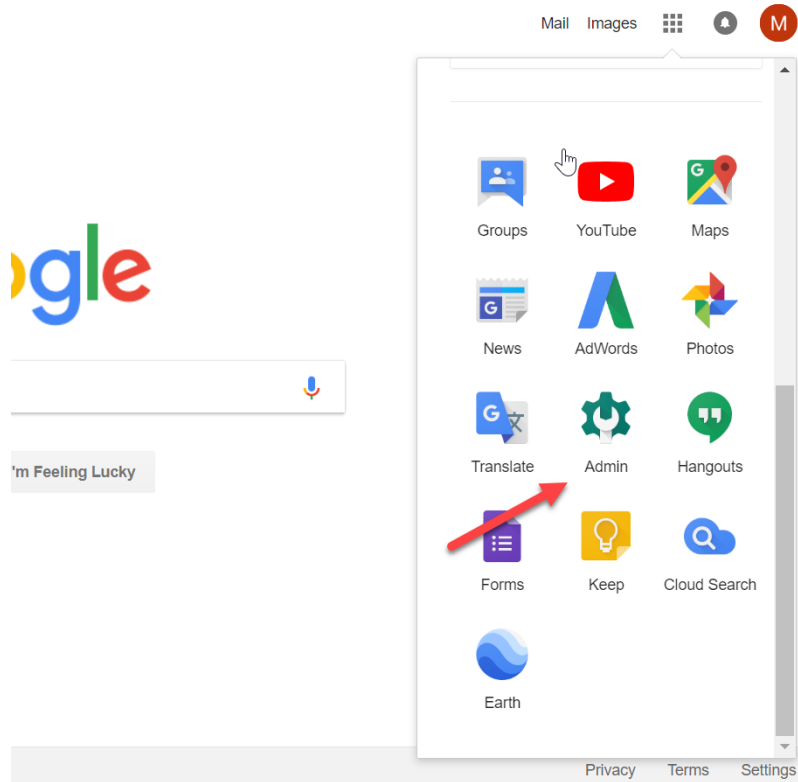 Mail Images M
Groups YouTube Maps
G
ogle
G
News AdWords Photos
G
Translate Admin Hangouts
'm Feeling Lucky
Forms Keep Cloud Search
Earth
Privacy Terms Settings